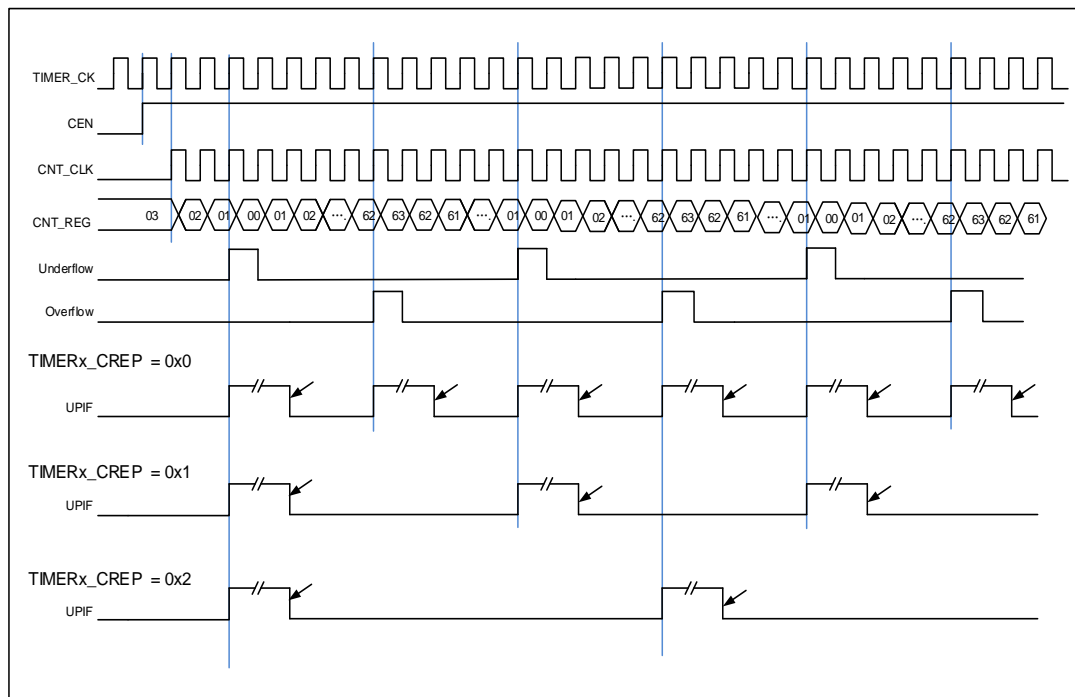 TIMER_CK
CEN
CNT_CLK
CNT_REG 03 02 01 00 01 02 .... 62 63 62 61 .... 01 00 01 02 .... 62 63 62 61 .... 01 00 01 02 .... 62 63 62 61
Underflow
Overflow
TIMERx_CREP = 0x0
UPIF
TIMERx_CREP = 0x1
UPIF
TIMERx_CREP = 0x2
UPIF